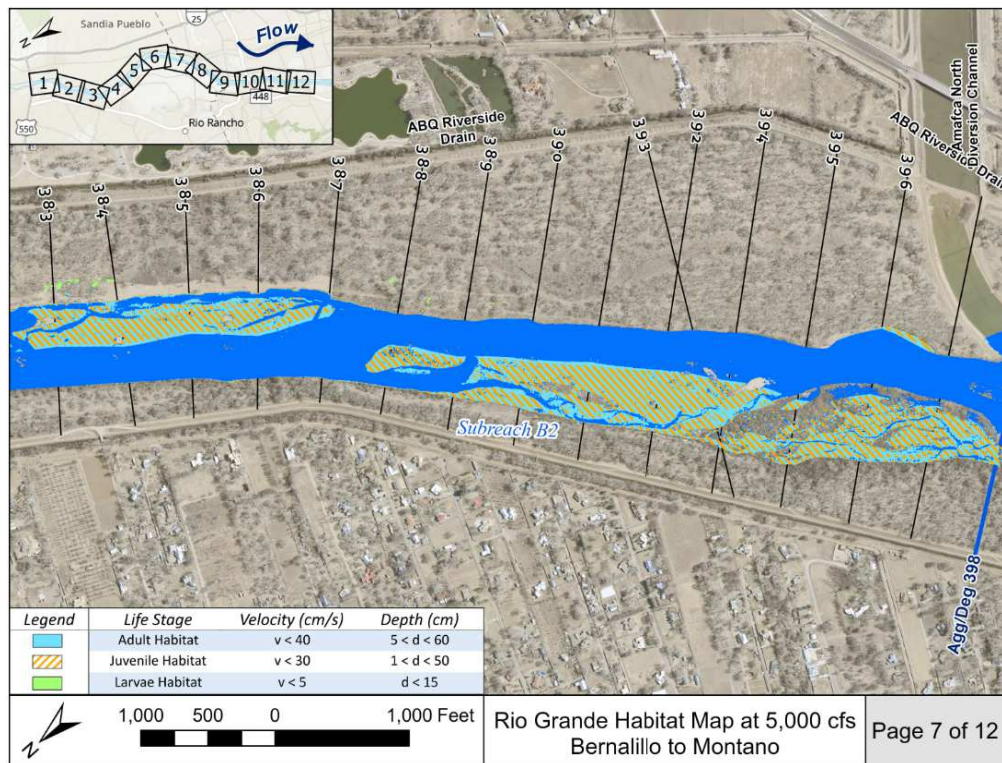 Sandia Pueblo
25
Flow
1 2 3 4 5 6 7 8 9 10 11 12
448
550
Rio Rancho
N
ABQ Riverside
Drain
ABQ Riverside Drain
Amafca North
Diversion Channel
383
384
385
386
387
388
389
390
393
392
394
395
396
Subreach B2
Agg/Deg 398
Legend Life Stage Velocity (cm/s) Depth (cm)
Adult Habitat v < 40 5 < d < 60
Juvenile Habitat v < 30 1 < d < 50
Larvae Habitat v < 5 d < 15
N
1,000 500 0 1,000 Feet
Rio Grande Habitat Map at 5,000 cfs
Bernalillo to Montano
Page 7 of 12